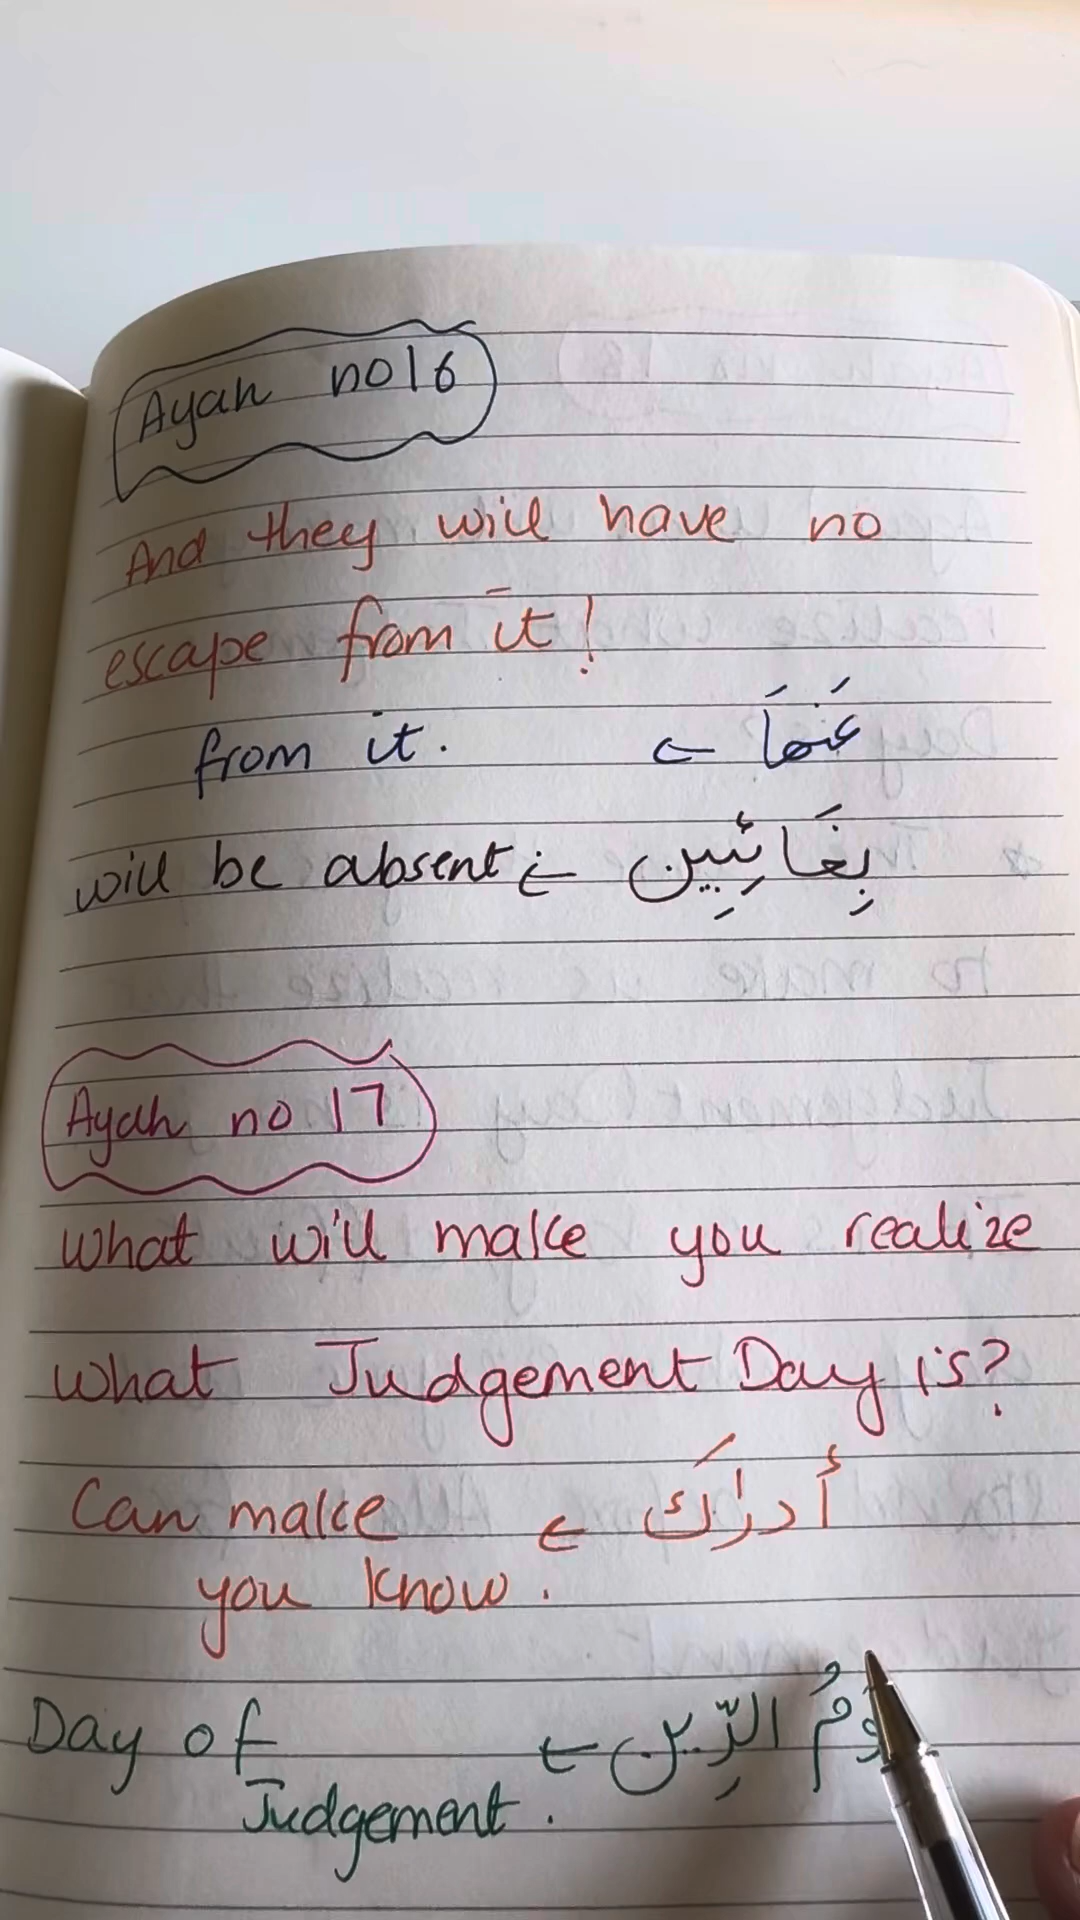 Ayah no 16
And they will have no
escape from it!
from it. ← عَنهَا
will be absent ← بِغَائِبِين
Ayah no 17
What will make you realize
What Judgement Day is?
Can make ← أَدرٰكَ
you know.
Day of ← الدِّين
Judgement.